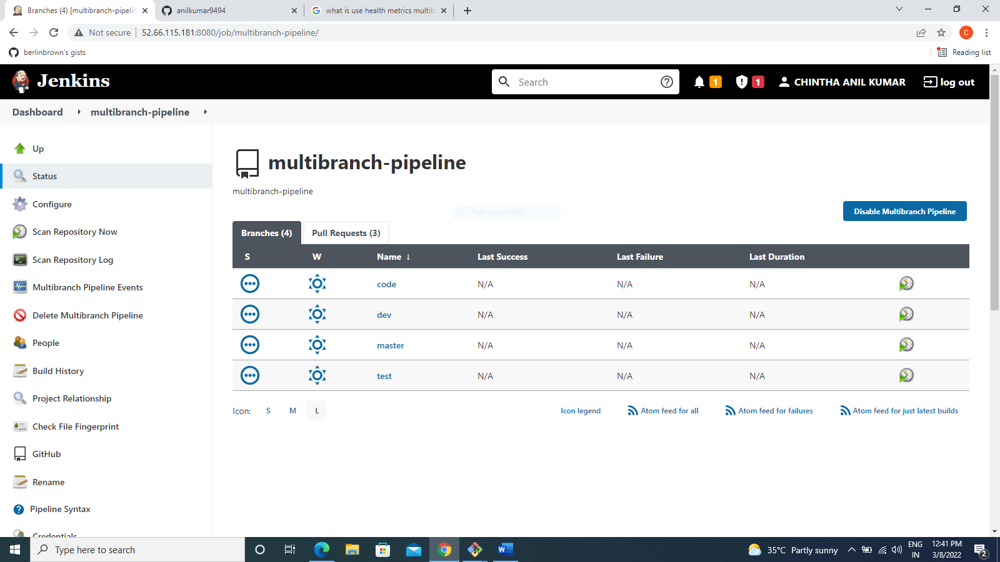 Branches (4) [multibranch-pipelin
anilkumar9494
what is use health metrics multib
Not secure
52.66.115.181:8080/job/multibranch-pipeline/
C
berlinbrown's gists
Reading list
Jenkins
Search
1
1
CHINTHA ANIL KUMAR
log out
Dashboard
multibranch-pipeline
Up
Status
Configure
Scan Repository Now
Scan Repository Log
Multibranch Pipeline Events
Delete Multibranch Pipeline
People
Build History
Project Relationship
Check File Fingerprint
GitHub
Rename
Pipeline Syntax
Credentials
multibranch-pipeline
multibranch-pipeline
Full-screen Snip
Disable Multibranch Pipeline
Branches (4)
Pull Requests (3)
S W Name ↓ Last Success Last Failure Last Duration
code N/A N/A N/A
dev N/A N/A N/A
master N/A N/A N/A
test N/A N/A N/A
Icon: S M L
Icon legend
Atom feed for all
Atom feed for failures
Atom feed for just latest builds
Type here to search
35°C Partly sunny
ENG
IN
12:41 PM
3/8/2022
2